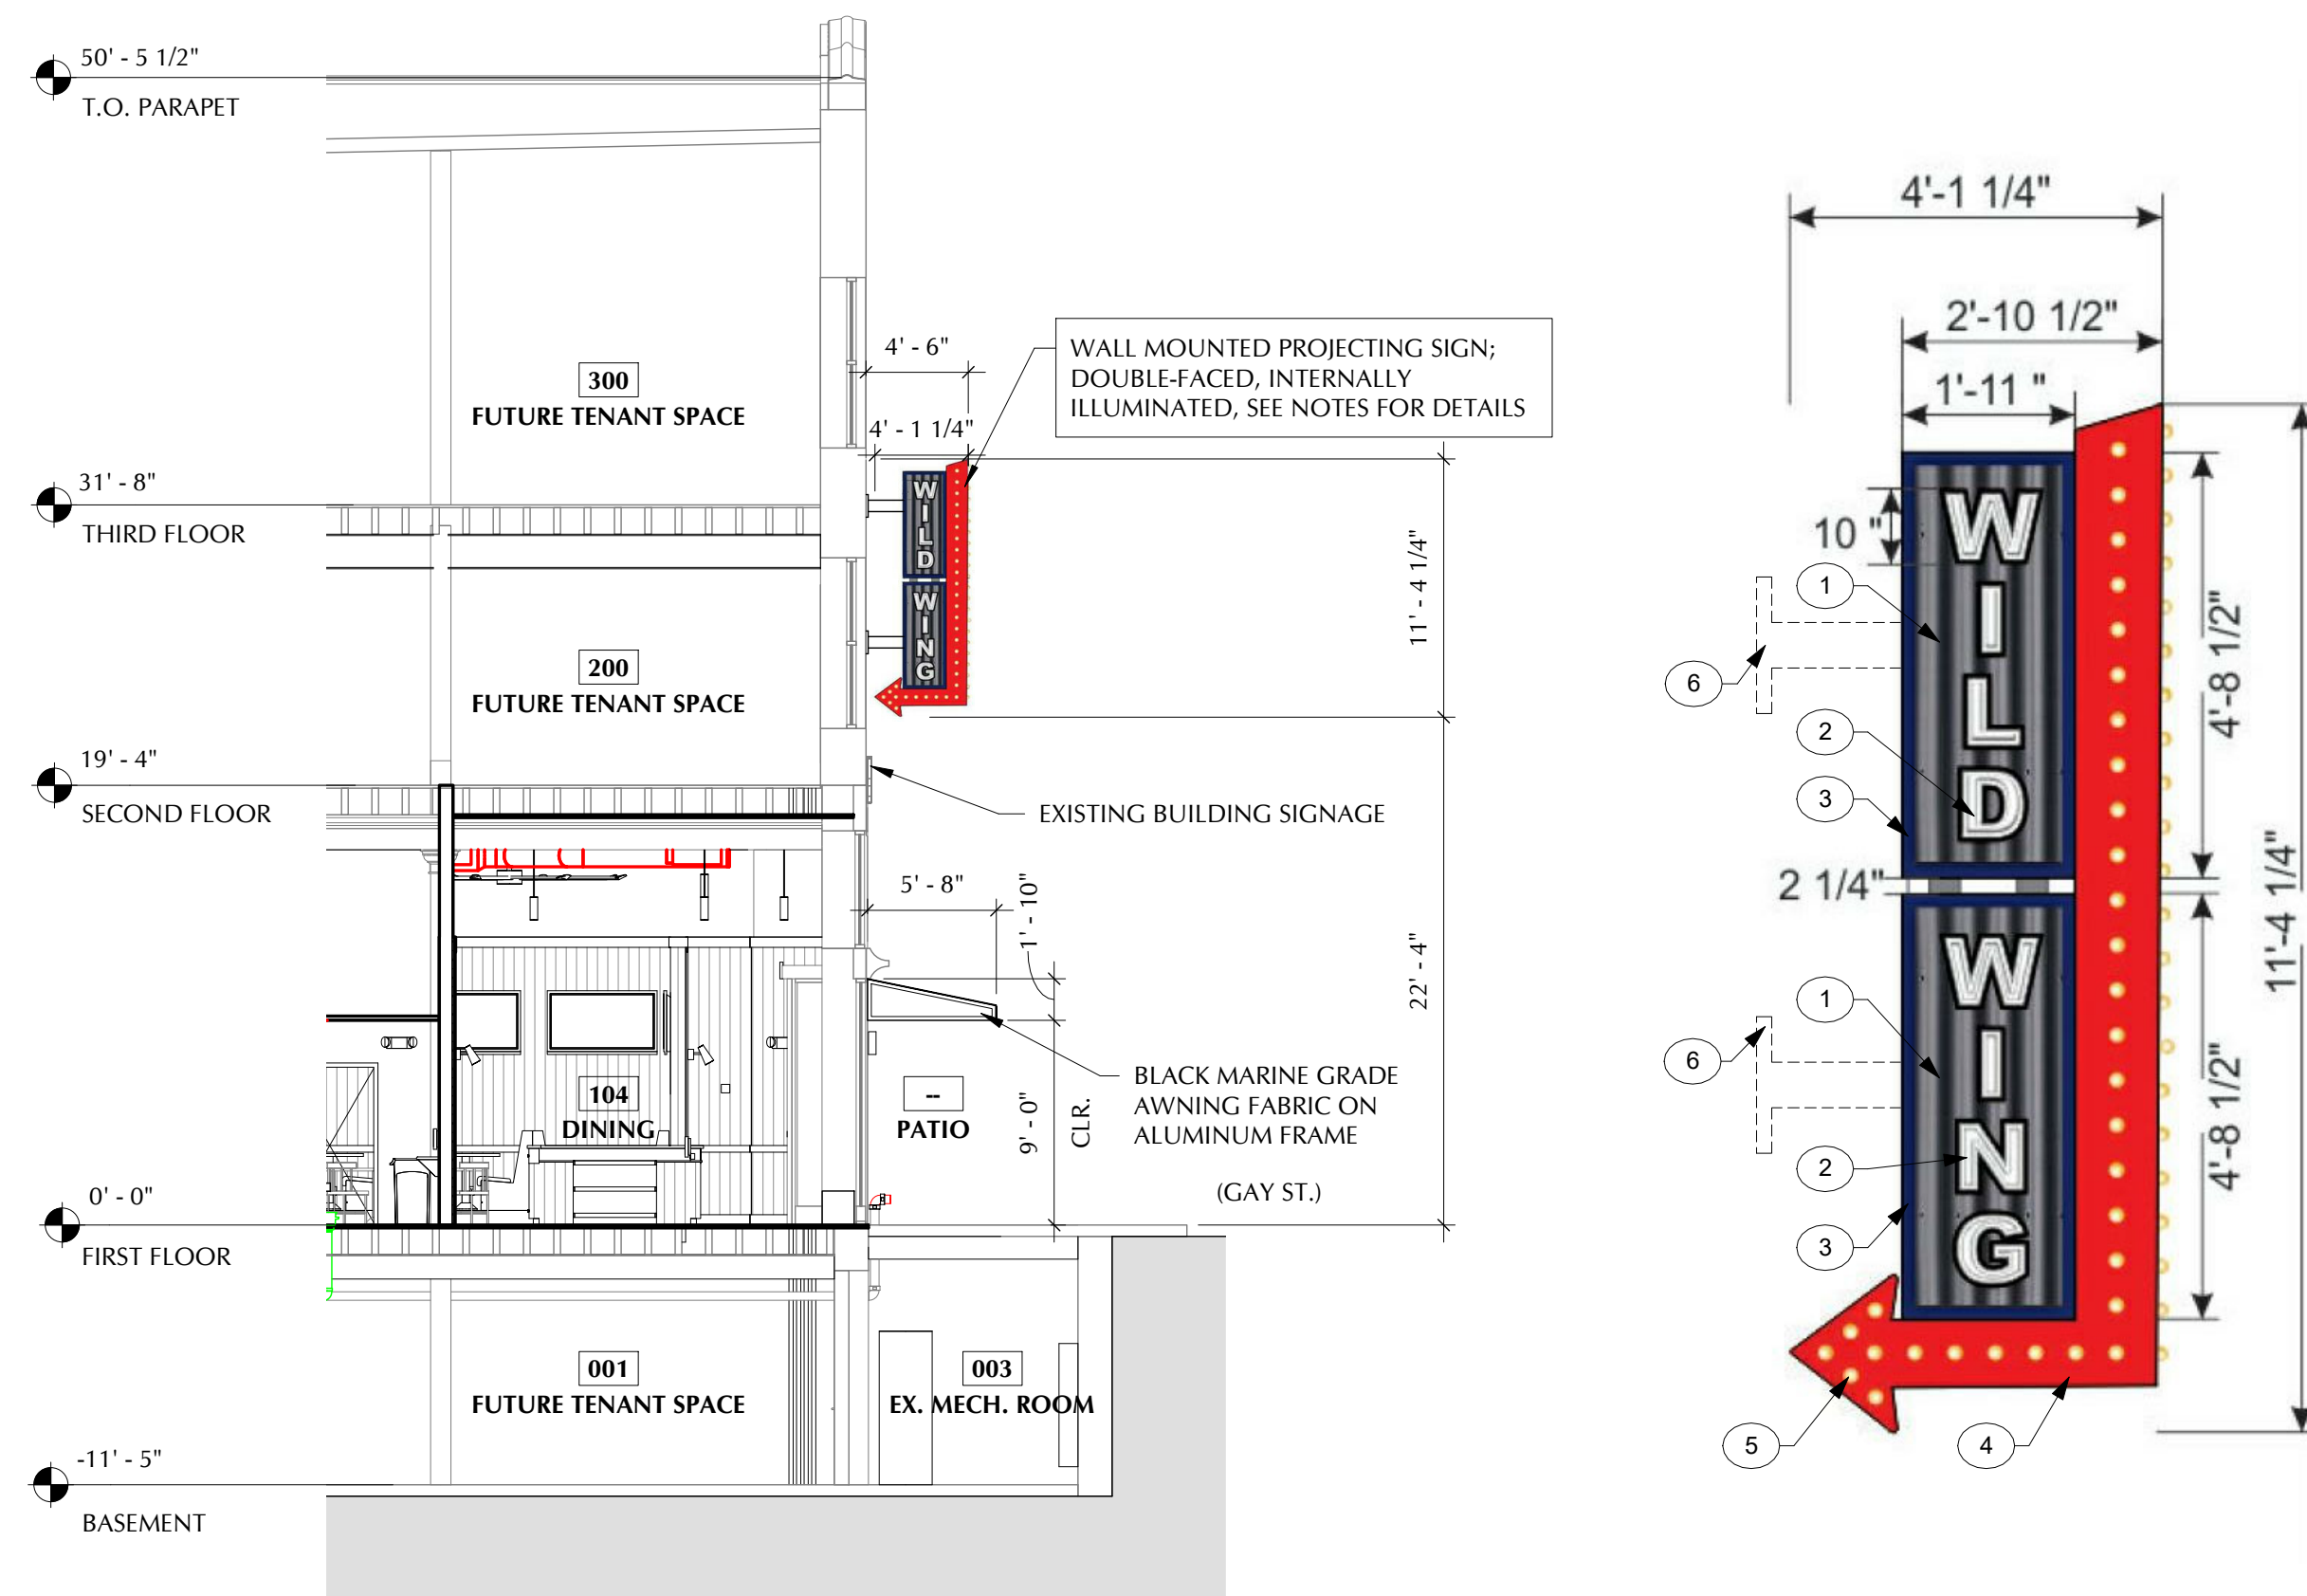 50' - 5 1/2"
T.O. PARAPET
31' - 8"
THIRD FLOOR
19' - 4"
SECOND FLOOR
0' - 0"
FIRST FLOOR
-11' - 5"
BASEMENT
300
FUTURE TENANT SPACE
200
FUTURE TENANT SPACE
104
DINING
001
FUTURE TENANT SPACE
003
EX. MECH. ROOM
--
PATIO
4' - 6"
4' - 1 1/4"
WALL MOUNTED PROJECTING SIGN;
DOUBLE-FACED, INTERNALLY
ILLUMINATED, SEE NOTES FOR DETAILS
WILD
WING
11' - 4 1/4"
22' - 4"
EXISTING BUILDING SIGNAGE
5' - 8"
1' - 10"
9' - 0"
CLR.
BLACK MARINE GRADE
AWNING FABRIC ON
ALUMINUM FRAME
(GAY ST.)
4'-1 1/4"
2'-10 1/2"
1'-11 "
10 "
1
6
2
3
2 1/4"
1
6
2
3
5
4
WILD
WING
4'-8 1/2"
4'-8 1/2"
11'-4 1/4"